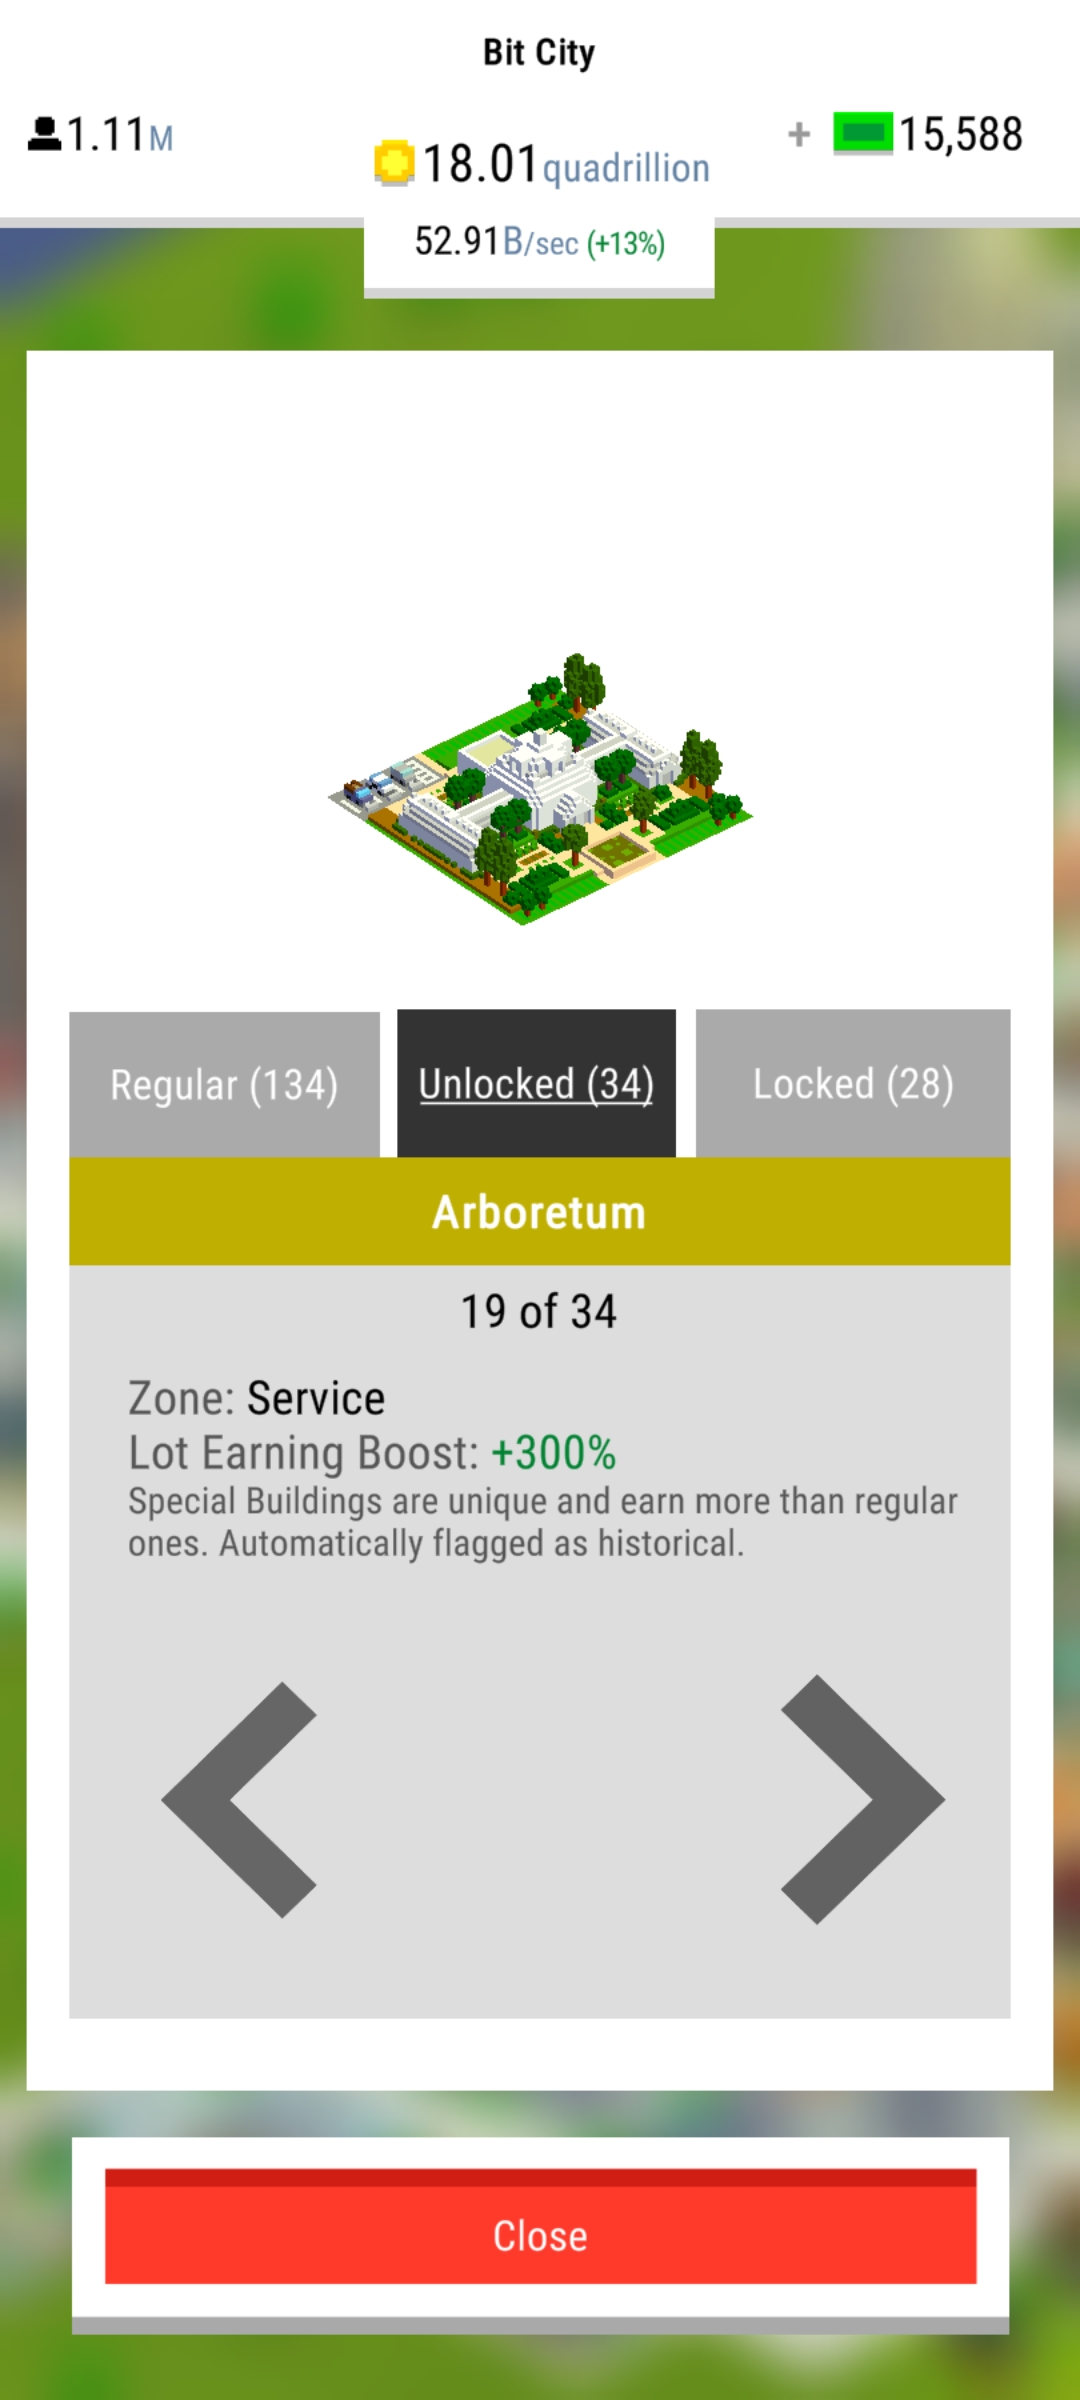 Bit City
1.11M
18.01quadrillion
+ 15,588
52.91B/sec (+13%)
Regular (134)
Unlocked (34)
Locked (28)
Arboretum
19 of 34
Zone: Service
Lot Earning Boost: +300%
Special Buildings are unique and earn more than regular
ones. Automatically flagged as historical.
Close